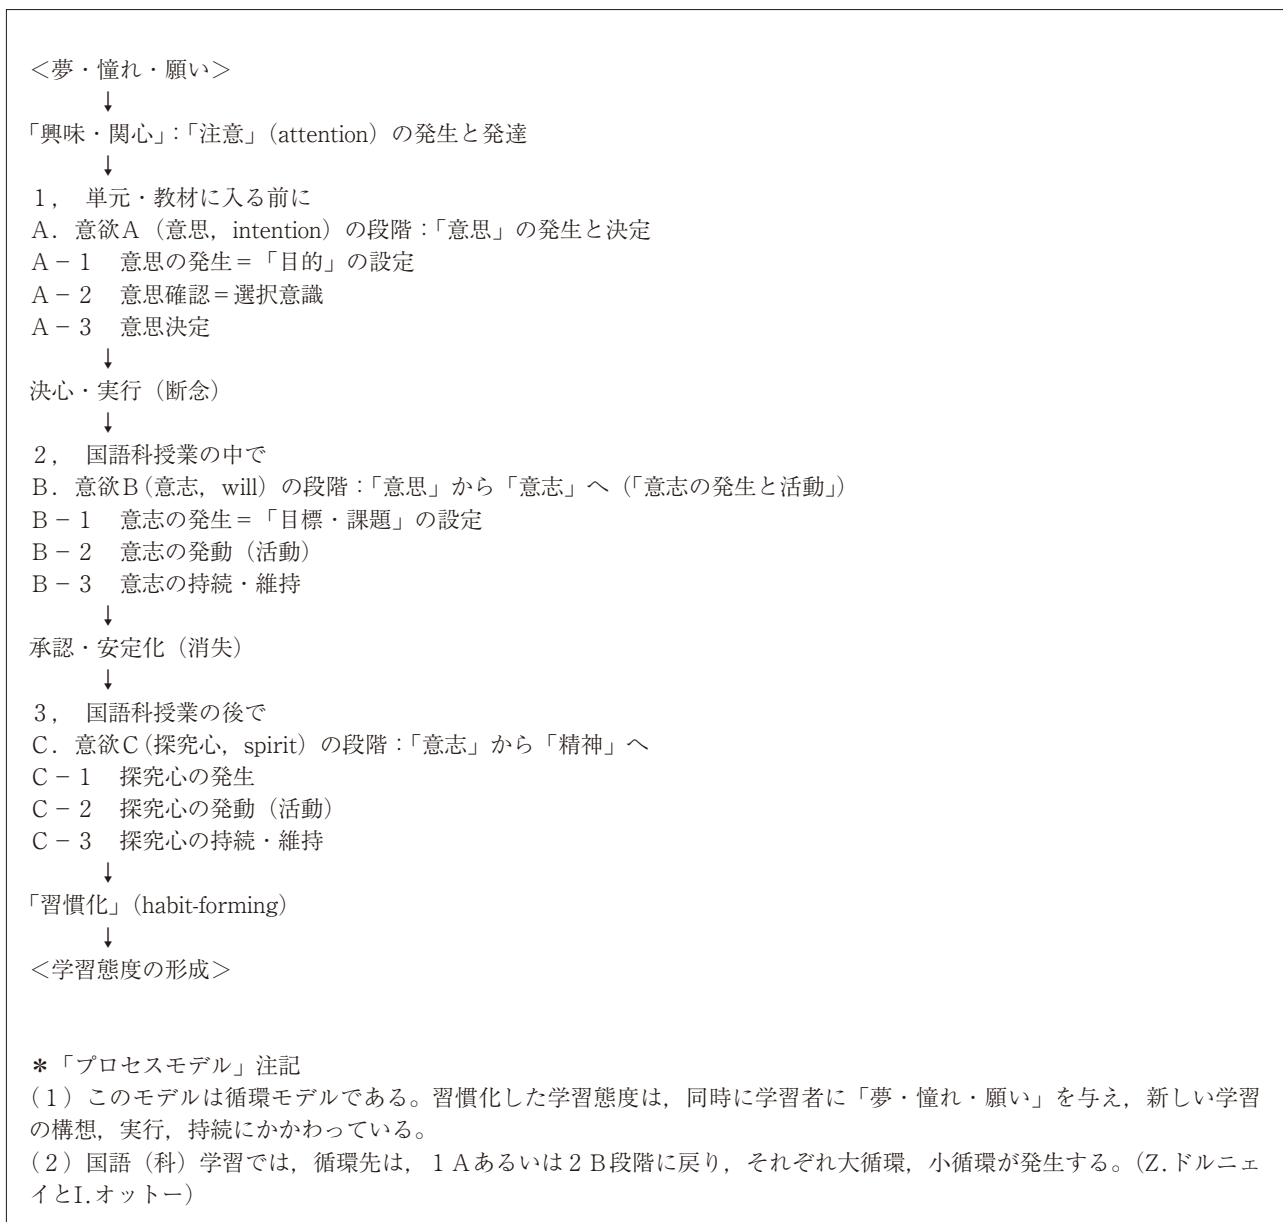 ＜夢・憧れ・願い＞
↓
「興味・関心」：「注意」（attention）の発生と発達
↓
１， 単元・教材に入る前に
Ａ．意欲Ａ（意思，intention）の段階：「意思」の発生と決定
Ａ－１　意思の発生＝「目的」の設定
Ａ－２　意思確認＝選択意識
Ａ－３　意思決定
↓
決心・実行（断念）
↓
２， 国語科授業の中で
Ｂ．意欲Ｂ（意志，will）の段階：「意思」から「意志」へ（「意志の発生と活動」）
Ｂ－１　意志の発生＝「目標・課題」の設定
Ｂ－２　意志の発動（活動）
Ｂ－３　意志の持続・維持
↓
承認・安定化（消失）
↓
３， 国語科授業の後で
Ｃ．意欲Ｃ（探究心，spirit）の段階：「意志」から「精神」へ
Ｃ－１　探究心の発生
Ｃ－２　探究心の発動（活動）
Ｃ－３　探究心の持続・維持
↓
「習慣化」（habit-forming）
↓
＜学習態度の形成＞
＊「プロセスモデル」注記
（１）このモデルは循環モデルである。習慣化した学習態度は，同時に学習者に「夢・憧れ・願い」を与え，新しい学習
の構想，実行，持続にかかわっている。
（２）国語（科）学習では，循環先は，１Ａあるいは２Ｂ段階に戻り，それぞれ大循環，小循環が発生する。（Z.ドルニェ
イとI.オットー）